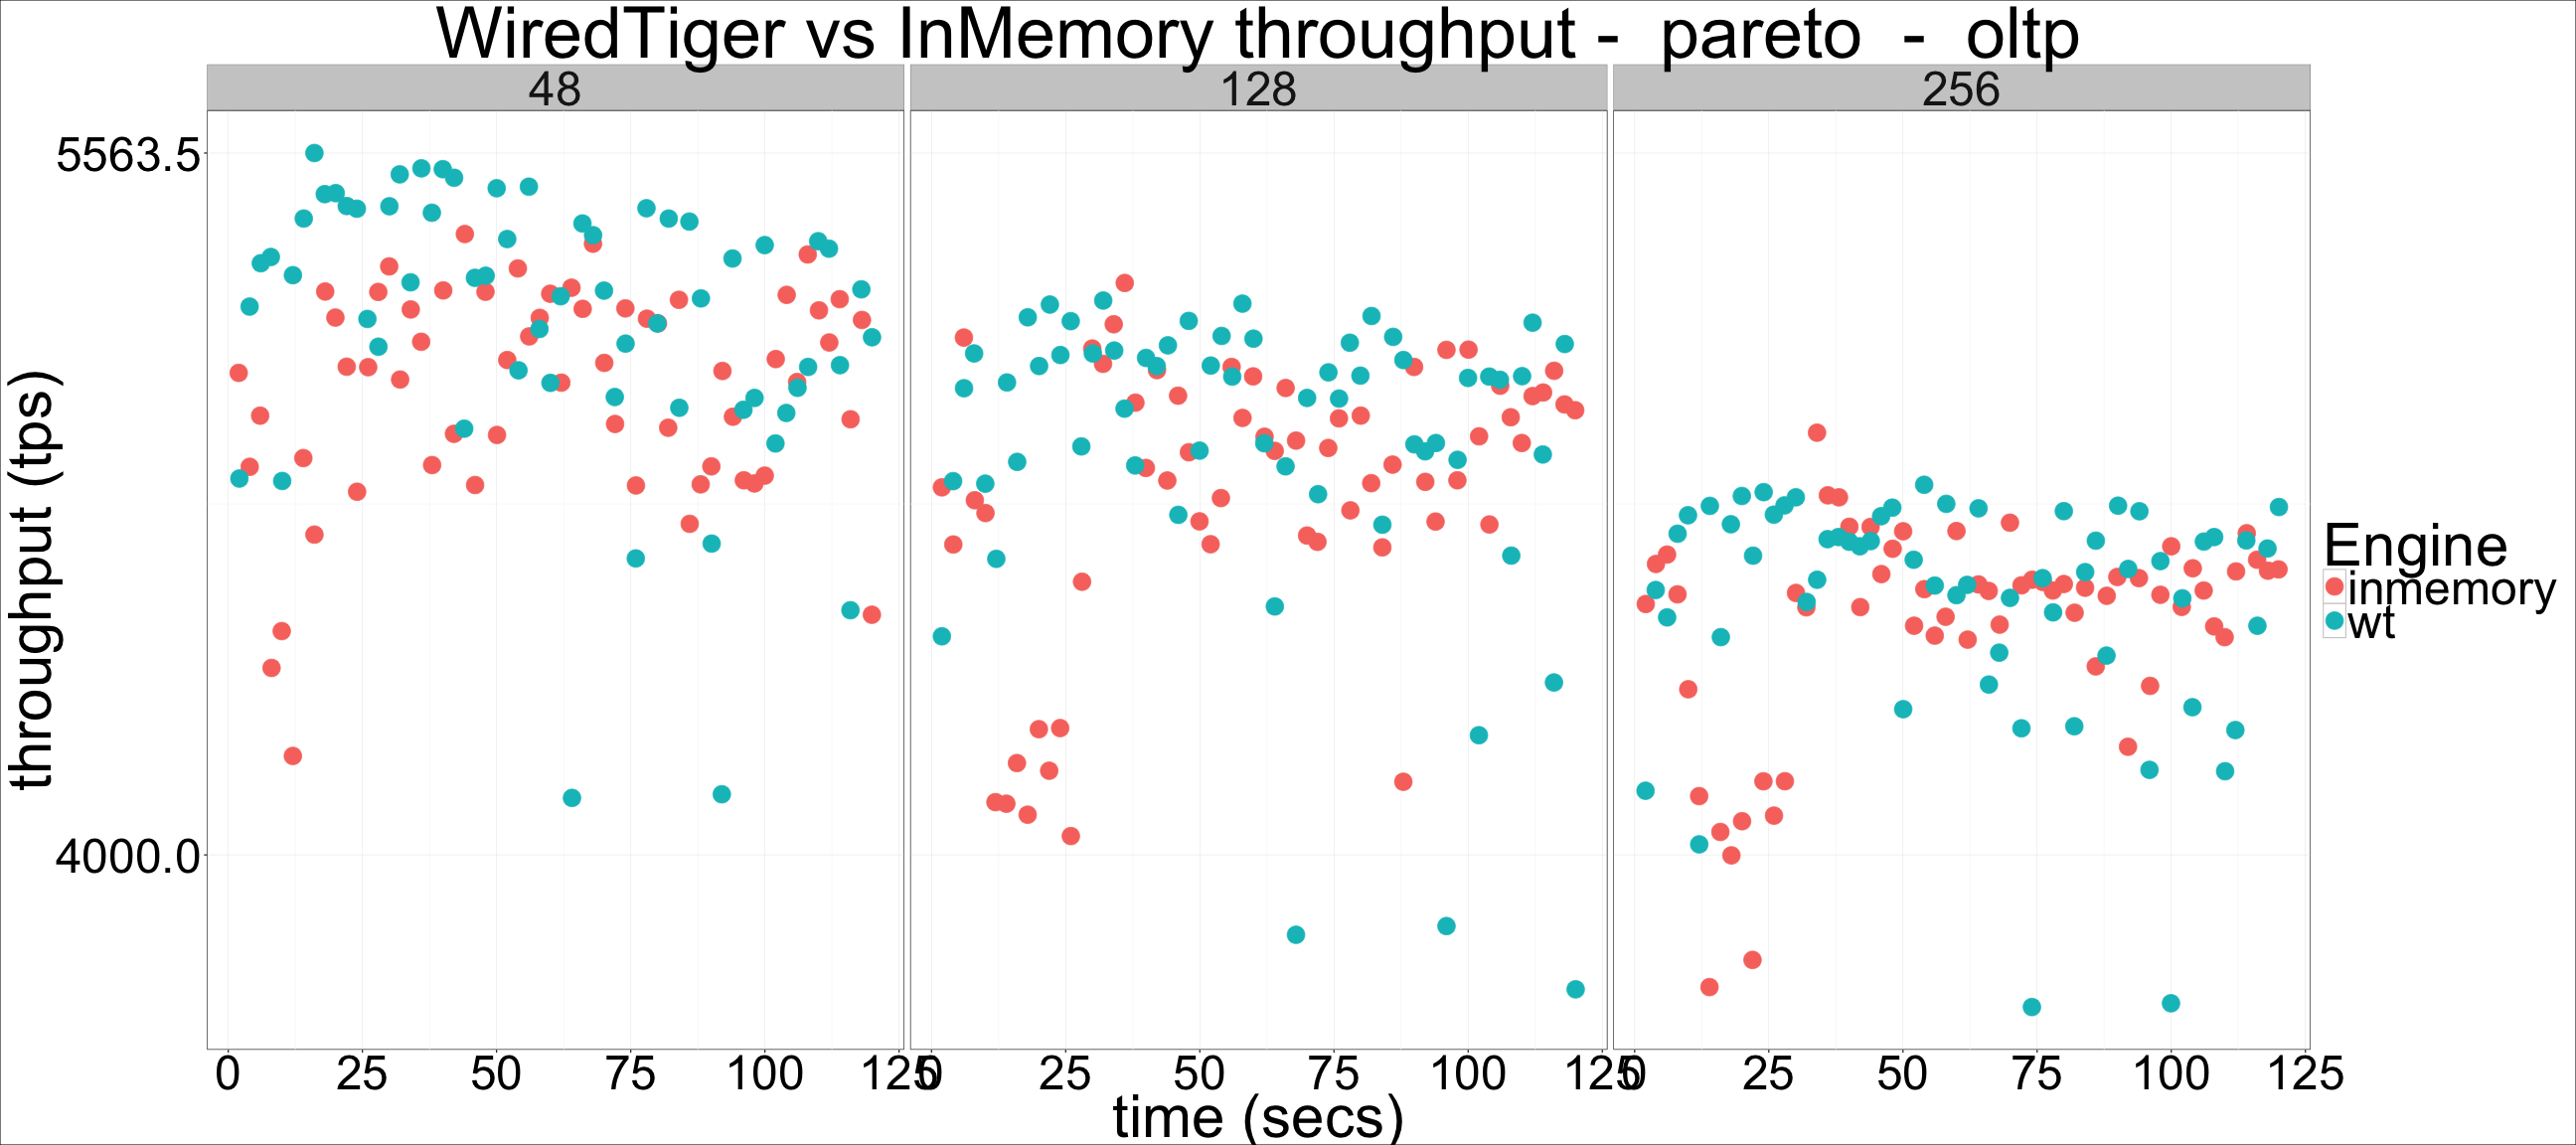 WiredTiger vs InMemory throughput - pareto - oltp
48 128 256
5563.5
4000.0
throughput (tps)
0 25 50 75 100 125 0 25 50 75 100 125 0 25 50 75 100 125
time (secs)
Engine
inmemory
wt